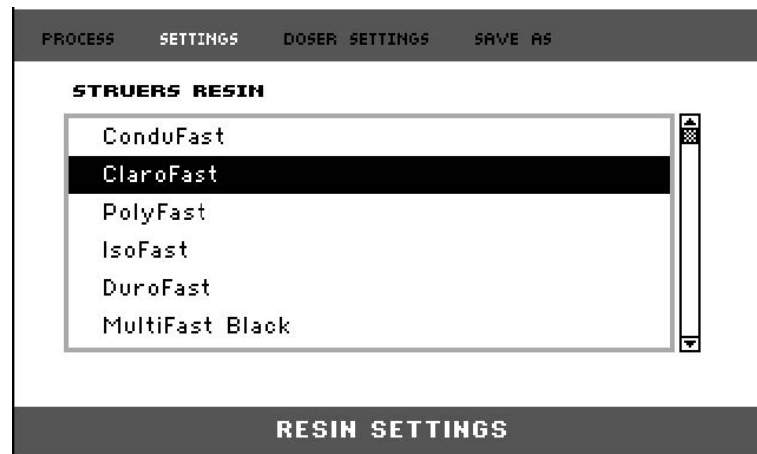 PROCESS SETTINGS DOSER SETTINGS SAVE AS
STRUERS RESIN
ConduFast
ClaroFast
PolyFast
IsoFast
DuroFast
MultiFast Black
RESIN SETTINGS